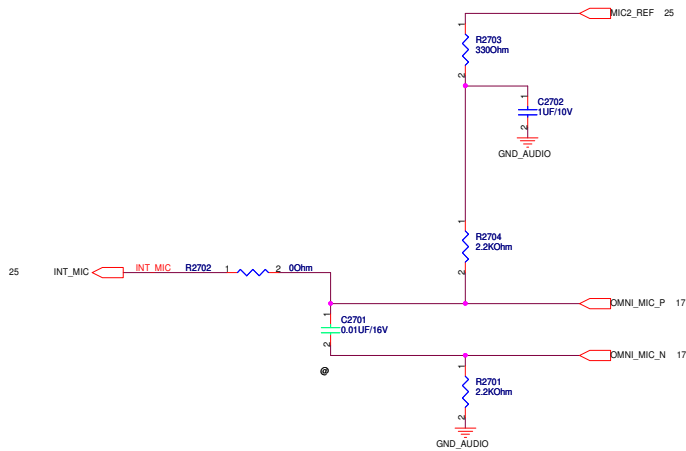 1
MIC2_REF 25
R2703
330Ohm
2
1
C2702
1UF/10V
2
GND_AUDIO
1
R2704
2.2KOhm
2
25 INT_MIC INT_MIC R2702 1 2 0Ohm
OMNI_MIC_P 17
1
C2701
0.01UF/16V
2
@
OMNI_MIC_N 17
1
R2701
2.2KOhm
2
GND_AUDIO